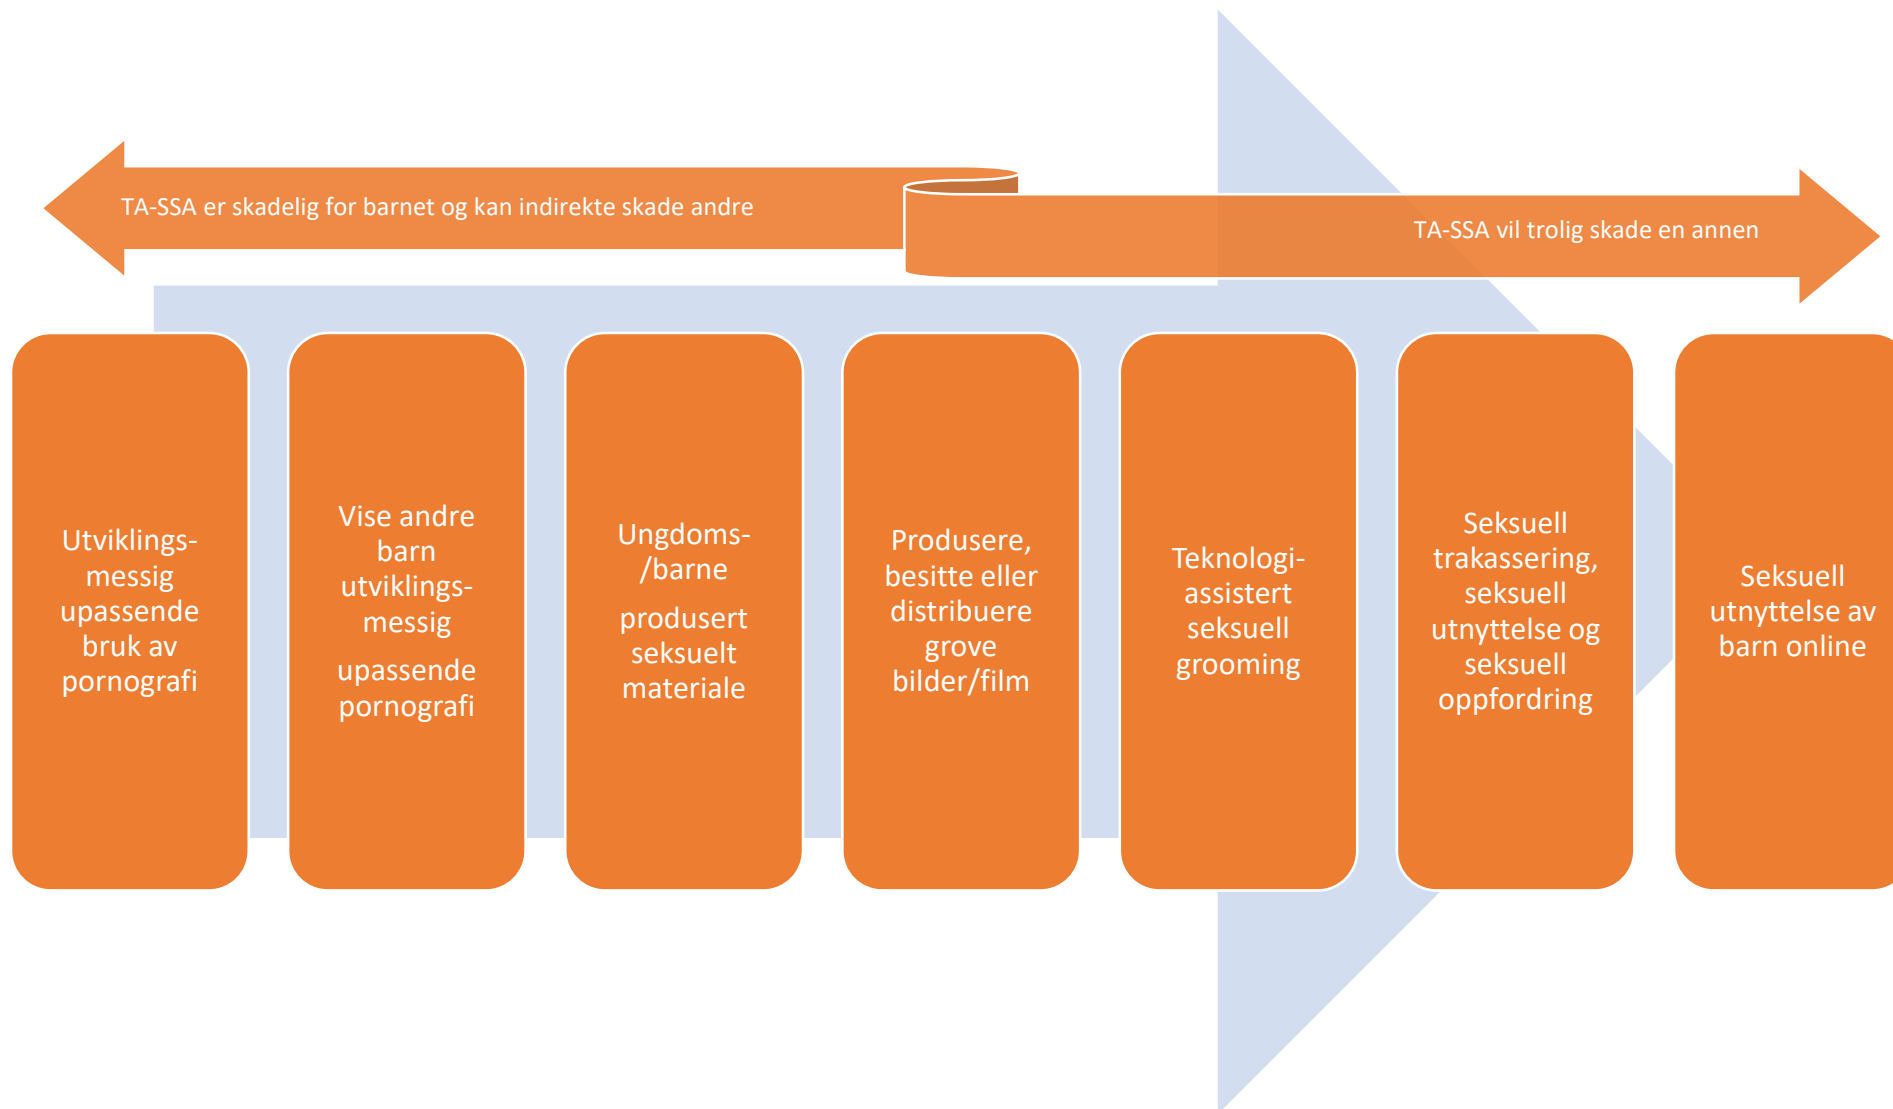 TA-SSA er skadelig for barnet og kan indirekte skade andre
TA-SSA vil trolig skade en annen
Utviklings-
messig
upassende
bruk av
pornografi
Vise andre
barn
utviklings-
messig
upassende
pornografi
Ungdoms-
/barne
produsert
seksuelt
materiale
Produsere,
besitte eller
distribuere
grove
bilder/film
Teknologi-
assistert
seksuell
grooming
Seksuell
trakassering,
seksuell
utnyttelse og
seksuell
oppfordring
Seksuell
utnyttelse av
barn online